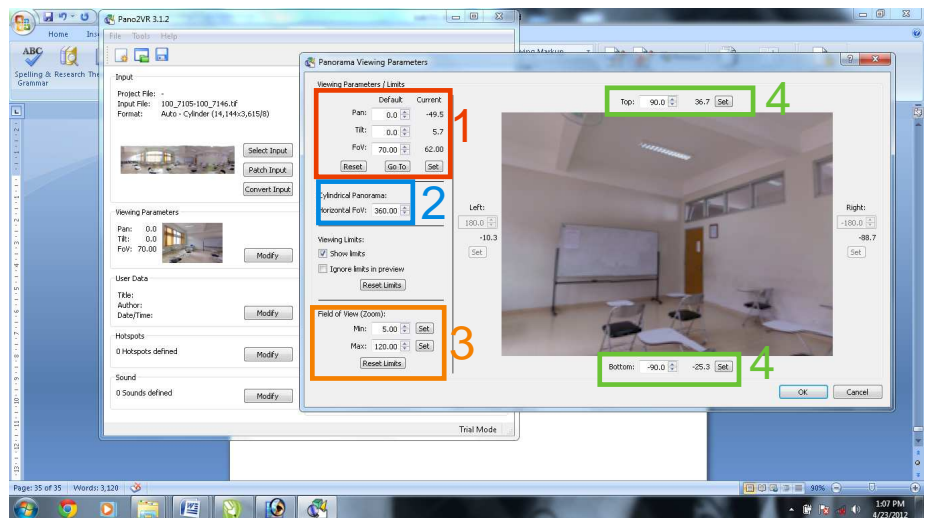 Pano2VR 3.1.2
Home
Ins
File Tools Help
ABC
Spelling & Research The
Grammar
Input
Project File: -
Input File: 100_7105-100_7146.tif
Format: Auto - Cylinder (14,144x3,615/8)
Select Input
Patch Input
Convert Input
Viewing Parameters
Pan: 0.0
Tilt: 0.0
FoV: 70.00
Modify
User Data
Title:
Author:
Date/Time:
Modify
Hotspots
0 Hotspots defined
Modify
Sound
0 Sounds defined
Modify
Trial Mode
Panorama Viewing Parameters
Viewing Parameters / Limits
Default Current
Pan: 0.0 -49.5
Tilt: 0.0 5.7
FoV: 70.00 62.00
Reset Go To Set
1
Cylindrical Panorama:
Horizontal FoV: 360.00
2
Viewing Limits:
Show limits
Ignore limits in preview
Reset Limits
Field of View (Zoom):
Min: 5.00 Set
Max: 120.00 Set
Reset Limits
3
Top: 90.0 36.7 Set
4
Left:
180.0
-10.3
Set
Right:
-180.0
-88.7
Set
Bottom: -90.0 -25.3 Set
4
OK Cancel
Page: 35 of 35 Words: 3,120
90%
1:07 PM
4/23/2012